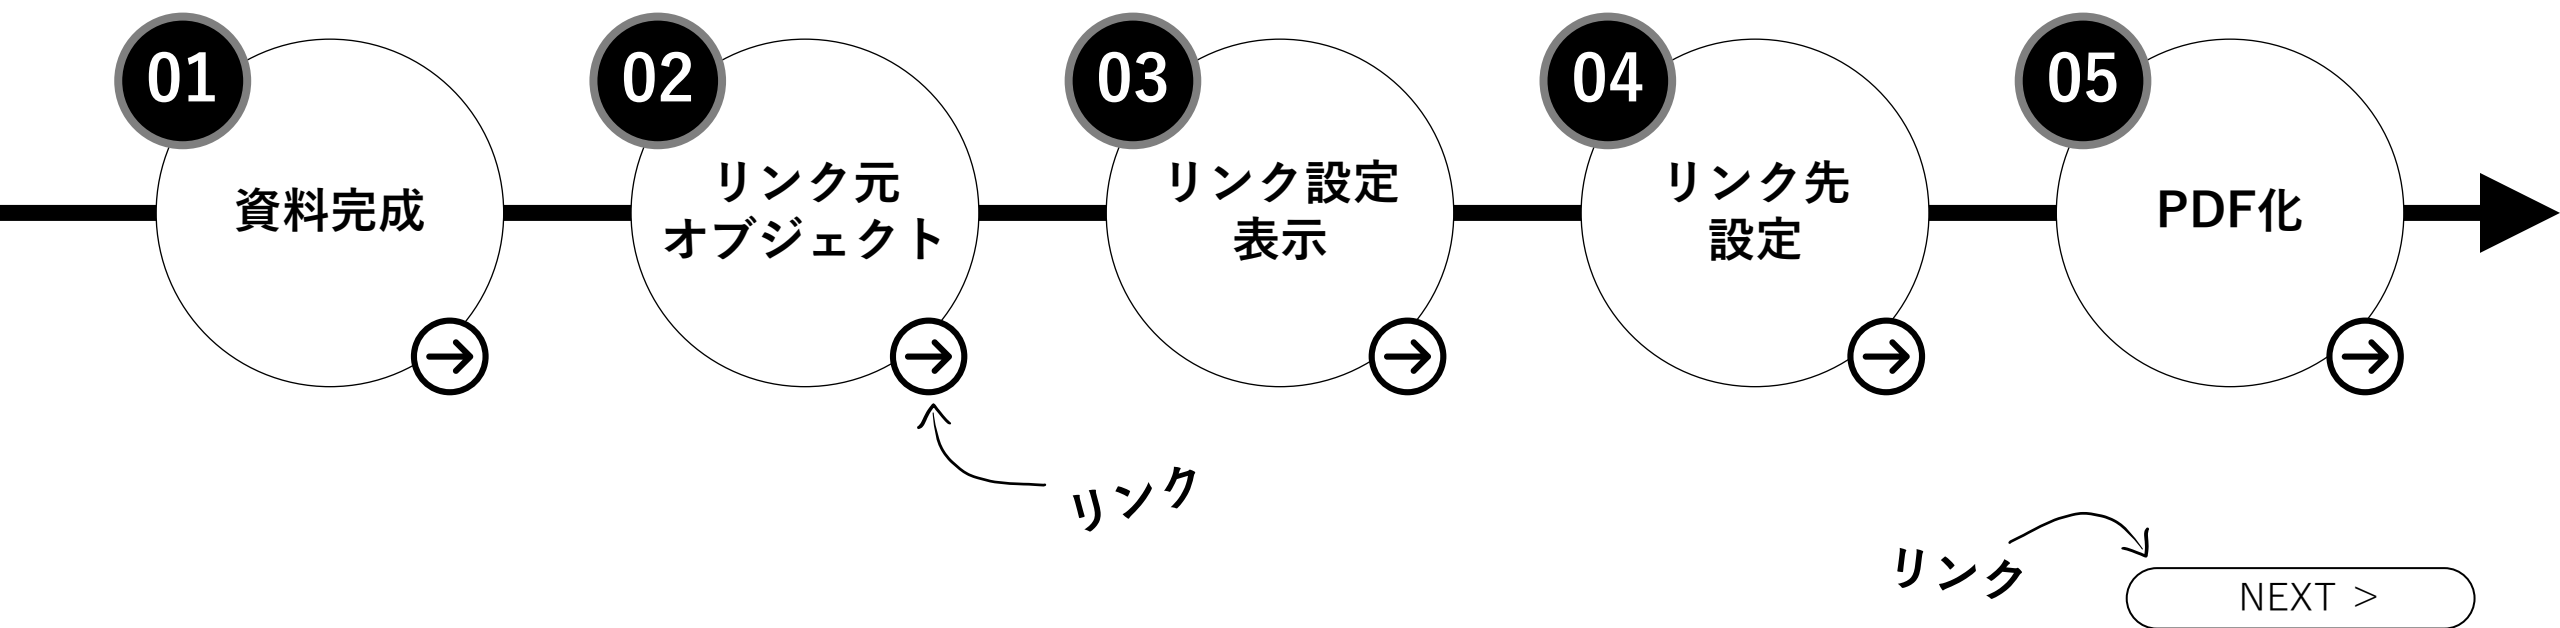 01
資料完成
02
リンク元
オブジェクト
03
リンク設定
表示
04
リンク先
設定
05
PDF化
リンク
リンク
NEXT >